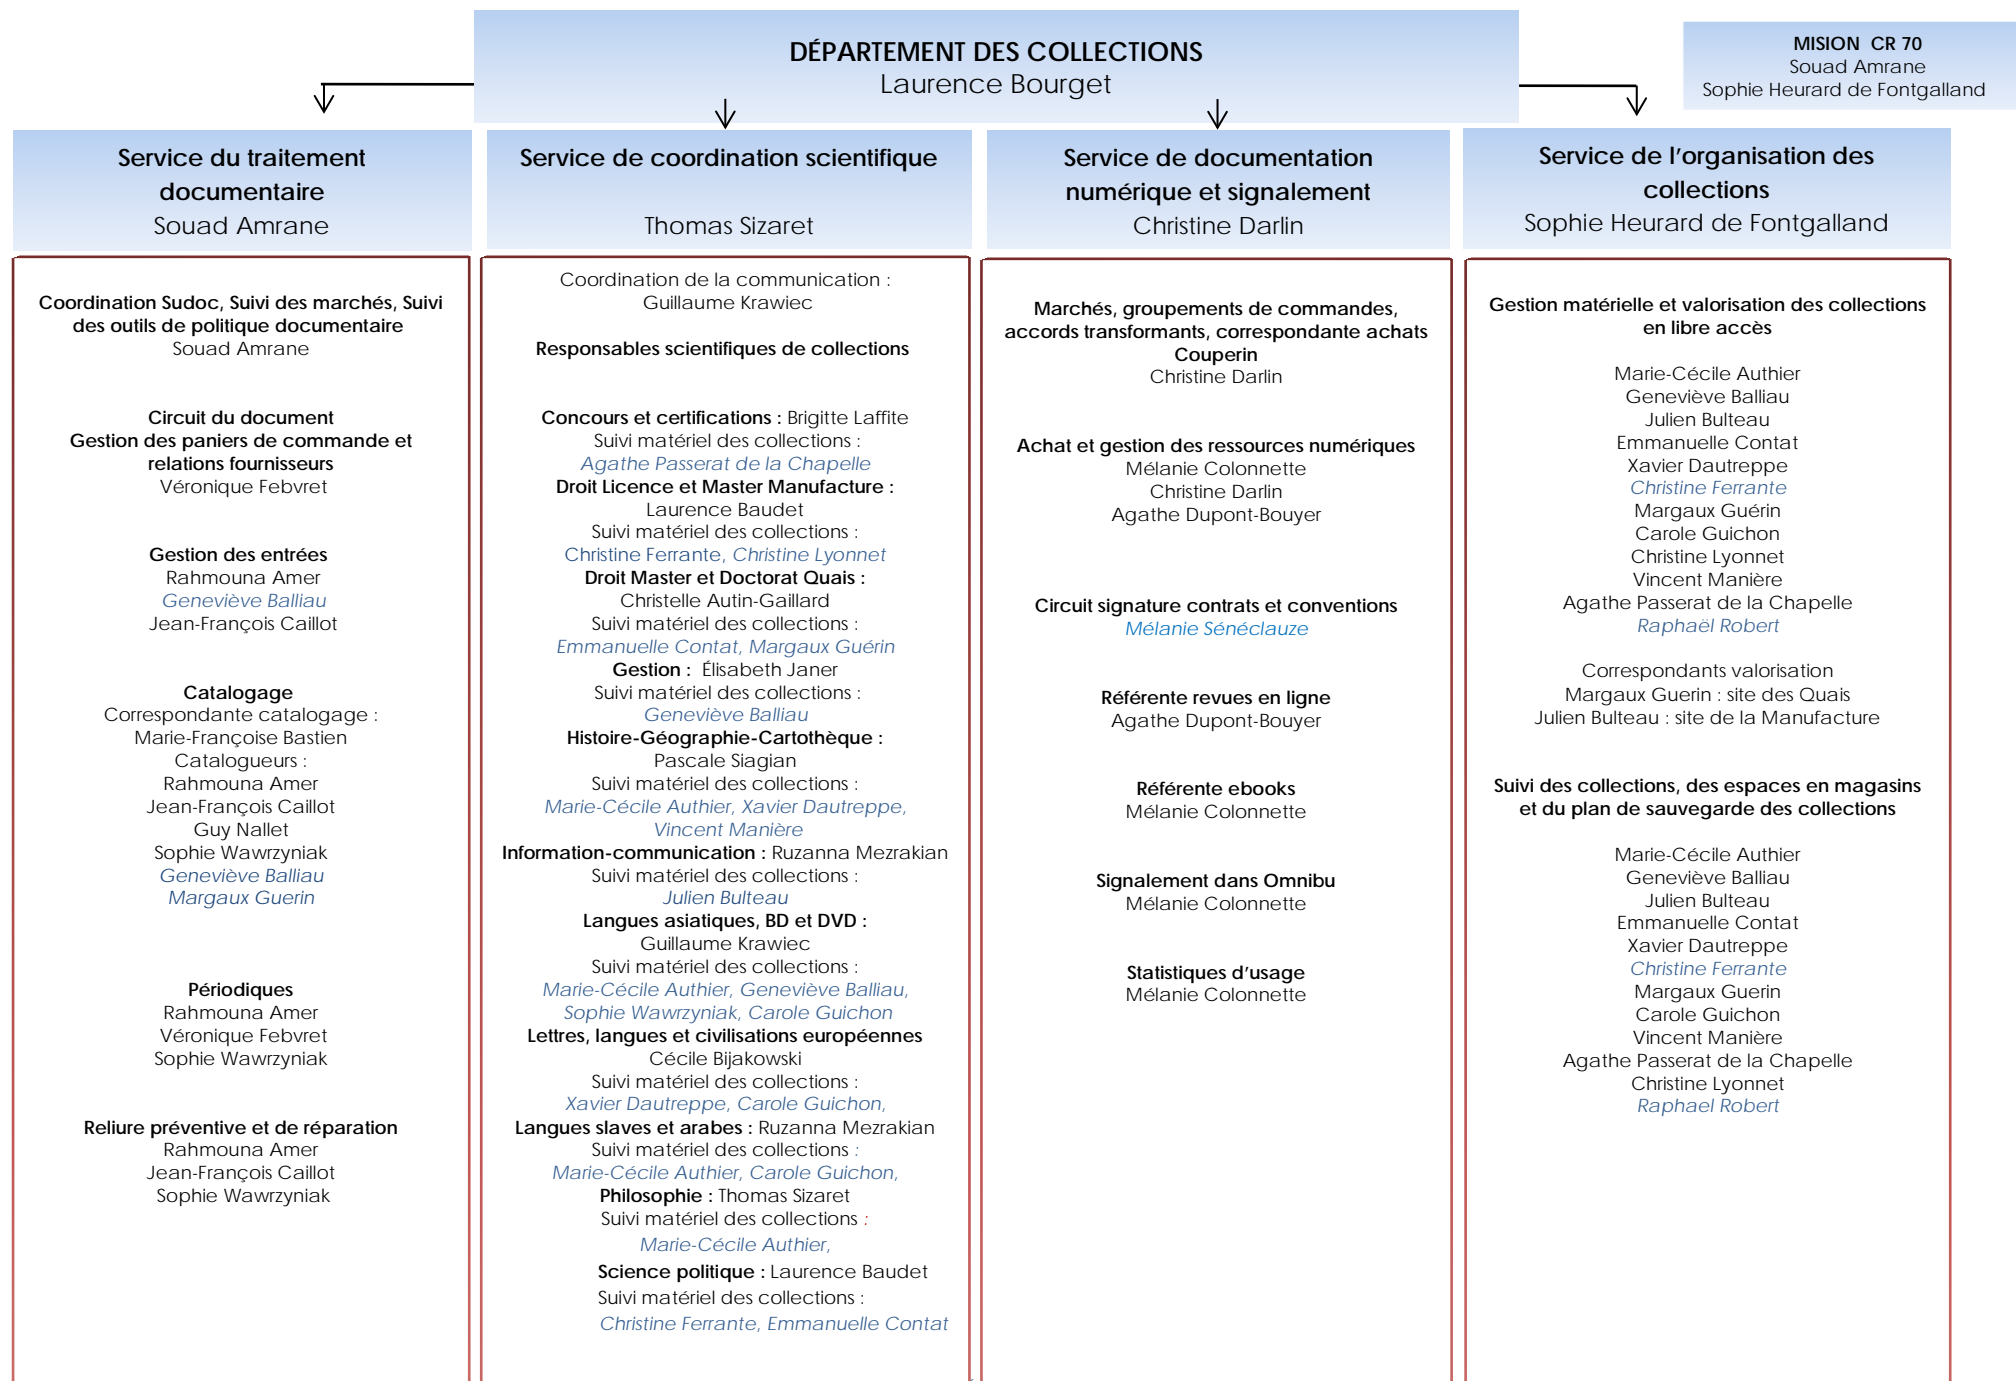 DÉPARTEMENT DES COLLECTIONS
Laurence Bourget
MISION  CR 70
Souad Amrane
Sophie Heurard de Fontgalland
Service du traitement
documentaire
Souad Amrane
Coordination Sudoc, Suivi des marchés, Suivi
des outils de politique documentaire
Souad Amrane
Circuit du document
Gestion des paniers de commande et
relations fournisseurs
Véronique Febvret
Gestion des entrées
Rahmouna Amer
Geneviève Balliau
Jean-François Caillot
Catalogage
Correspondante catalogage :
Marie-Françoise Bastien
Catalogueurs :
Rahmouna Amer
Jean-François Caillot
Guy Nallet
Sophie Wawrzyniak
Geneviève Balliau
Margaux Guerin
Périodiques
Rahmouna Amer
Véronique Febvret
Sophie Wawrzyniak
Reliure préventive et de réparation
Rahmouna Amer
Jean-François Caillot
Sophie Wawrzyniak
Service de coordination scientifique
Thomas Sizaret
Coordination de la communication :
Guillaume Krawiec
Responsables scientifiques de collections
Concours et certifications : Brigitte Laffite
Suivi matériel des collections :
Agathe Passerat de la Chapelle
Droit Licence et Master Manufacture :
Laurence Baudet
Suivi matériel des collections :
Christine Ferrante, Christine Lyonnet
Droit Master et Doctorat Quais :
Christelle Autin-Gaillard
Suivi matériel des collections :
Emmanuelle Contat, Margaux Guérin
Gestion :  Élisabeth Janer
Suivi matériel des collections :
Geneviève Balliau
Histoire-Géographie-Cartothèque :
Pascale Siagian
Suivi matériel des collections :
Marie-Cécile Authier, Xavier Dautreppe,
Vincent Manière
Information-communication : Ruzanna Mezrakian
Suivi matériel des collections :
Julien Bulteau
Langues asiatiques, BD et DVD :
Guillaume Krawiec
Suivi matériel des collections :
Marie-Cécile Authier, Geneviève Balliau,
Sophie Wawrzyniak, Carole Guichon
Lettres, langues et civilisations européennes
Cécile Bijakowski
Suivi matériel des collections :
Xavier Dautreppe, Carole Guichon,
Langues slaves et arabes : Ruzanna Mezrakian
Suivi matériel des collections :
Marie-Cécile Authier, Carole Guichon,
Philosophie : Thomas Sizaret
Suivi matériel des collections :
Marie-Cécile Authier,
Science politique : Laurence Baudet
Suivi matériel des collections :
Christine Ferrante, Emmanuelle Contat
Service de documentation
numérique et signalement
Christine Darlin
Marchés, groupements de commandes,
accords transformants, correspondante achats
Couperin
Christine Darlin
Achat et gestion des ressources numériques
Mélanie Colonnette
Christine Darlin
Agathe Dupont-Bouyer
Circuit signature contrats et conventions
Mélanie Sénéclauze
Référente revues en ligne
Agathe Dupont-Bouyer
Référente ebooks
Mélanie Colonnette
Signalement dans Omnibu
Mélanie Colonnette
Statistiques d'usage
Mélanie Colonnette
Service de l'organisation des
collections
Sophie Heurard de Fontgalland
Gestion matérielle et valorisation des collections
en libre accès
Marie-Cécile Authier
Geneviève Balliau
Julien Bulteau
Emmanuelle Contat
Xavier Dautreppe
Christine Ferrante
Margaux Guérin
Carole Guichon
Christine Lyonnet
Vincent Manière
Agathe Passerat de la Chapelle
Raphaël Robert
Correspondants valorisation
Margaux Guerin : site des Quais
Julien Bulteau : site de la Manufacture
Suivi des collections, des espaces en magasins
et du plan de sauvegarde des collections
Marie-Cécile Authier
Geneviève Balliau
Julien Bulteau
Emmanuelle Contat
Xavier Dautreppe
Christine Ferrante
Margaux Guerin
Carole Guichon
Vincent Manière
Agathe Passerat de la Chapelle
Christine Lyonnet
Raphael Robert